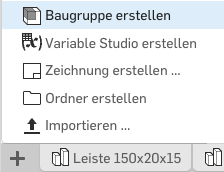 Baugruppe erstellen
Variable Studio erstellen
Zeichnung erstellen ...
Ordner erstellen
Importieren ...
Leiste 150x20x15